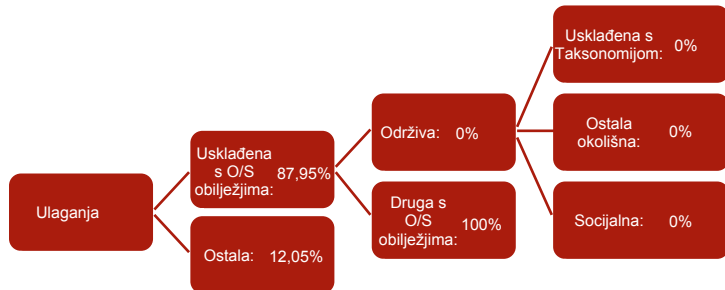 Ulaganja
Usklađena
s O/S
obilježjima: 87,95%
Ostala: 12,05%
Održiva: 0%
Druga s
O/S
obilježjima: 100%
Usklađena s
Taksonomijom: 0%
Ostala
okolišna: 0%
Socijalna: 0%